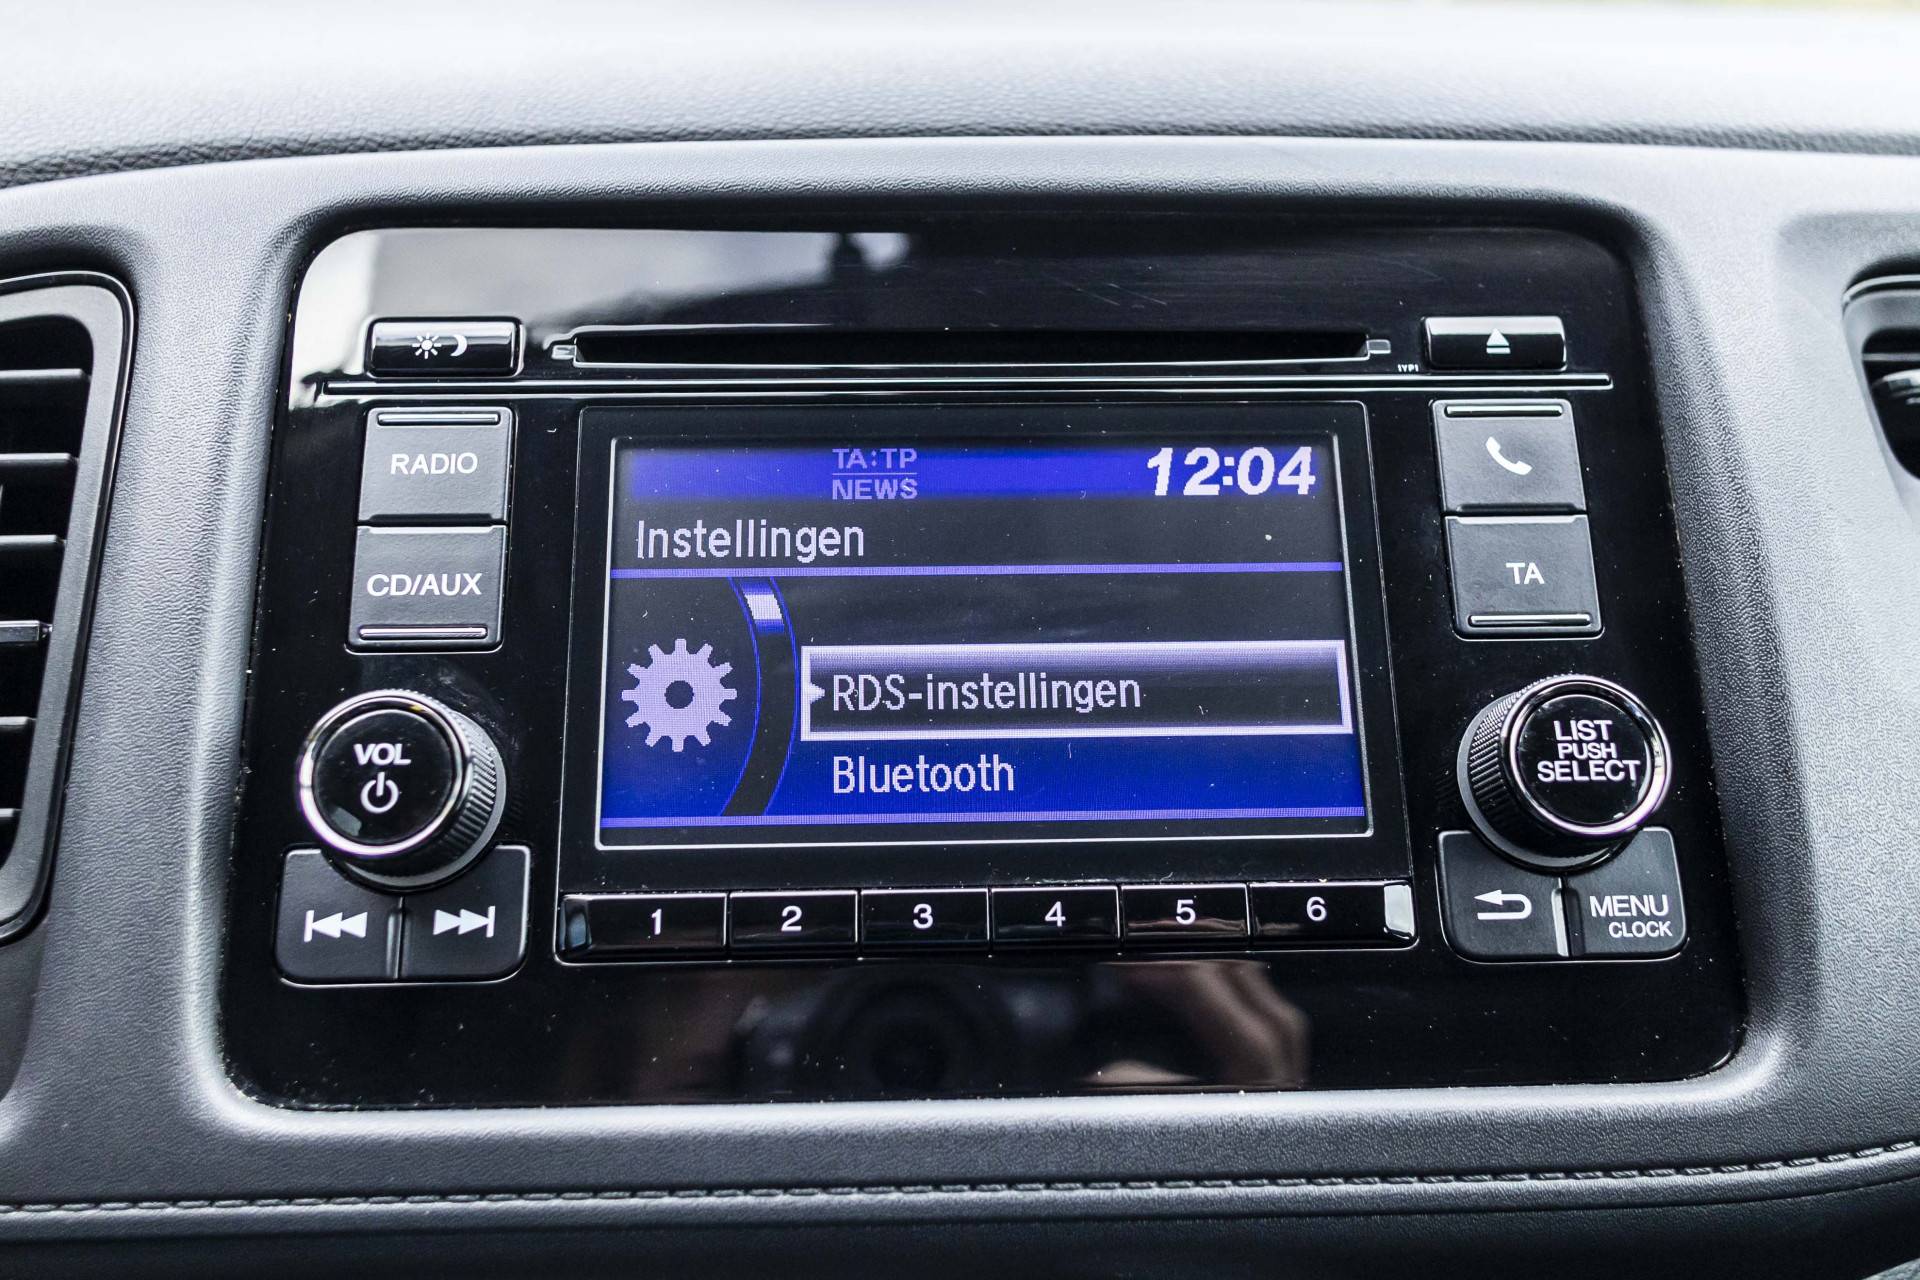 IYPI
RADIO
CD/AUX
TA:TP
NEWS
12:04
Instellingen
RDS-instellingen
Bluetooth
TA
VOL
LIST
PUSH
SELECT
1 2 3 4 5 6
MENU
CLOCK